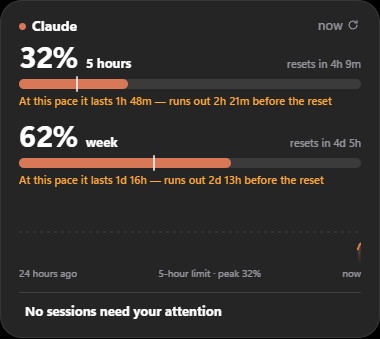 Claude
now
32% 5 hours
resets in 4h 9m
At this pace it lasts 1h 48m — runs out 2h 21m before the reset
62% week
resets in 4d 5h
At this pace it lasts 1d 16h — runs out 2d 13h before the reset
24 hours ago
5-hour limit · peak 32%
now
No sessions need your attention